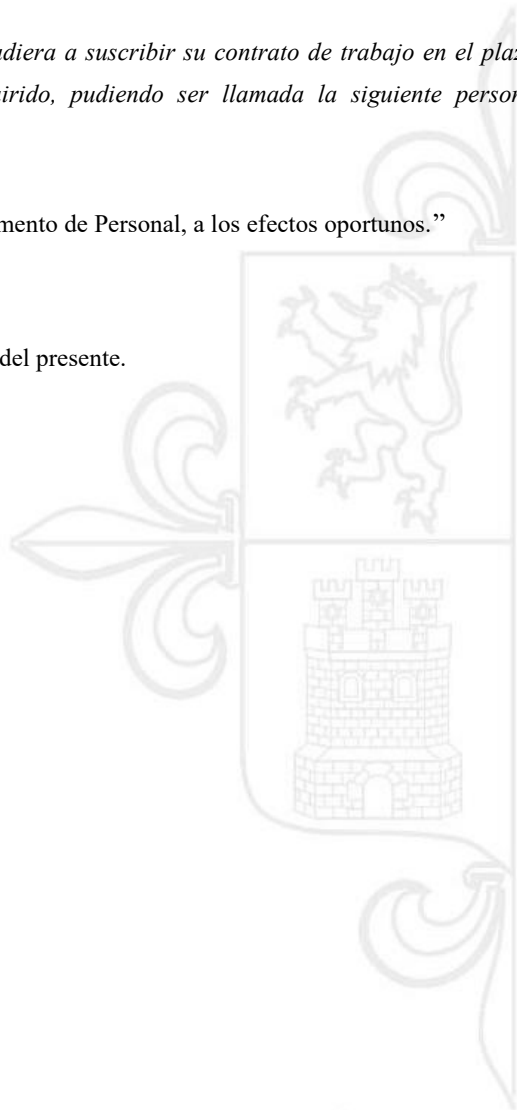 udiera a suscribir su contrato de trabajo en el plaz
uirido, pudiendo ser llamada la siguiente person
mento de Personal, a los efectos oportunos.”
del presente.